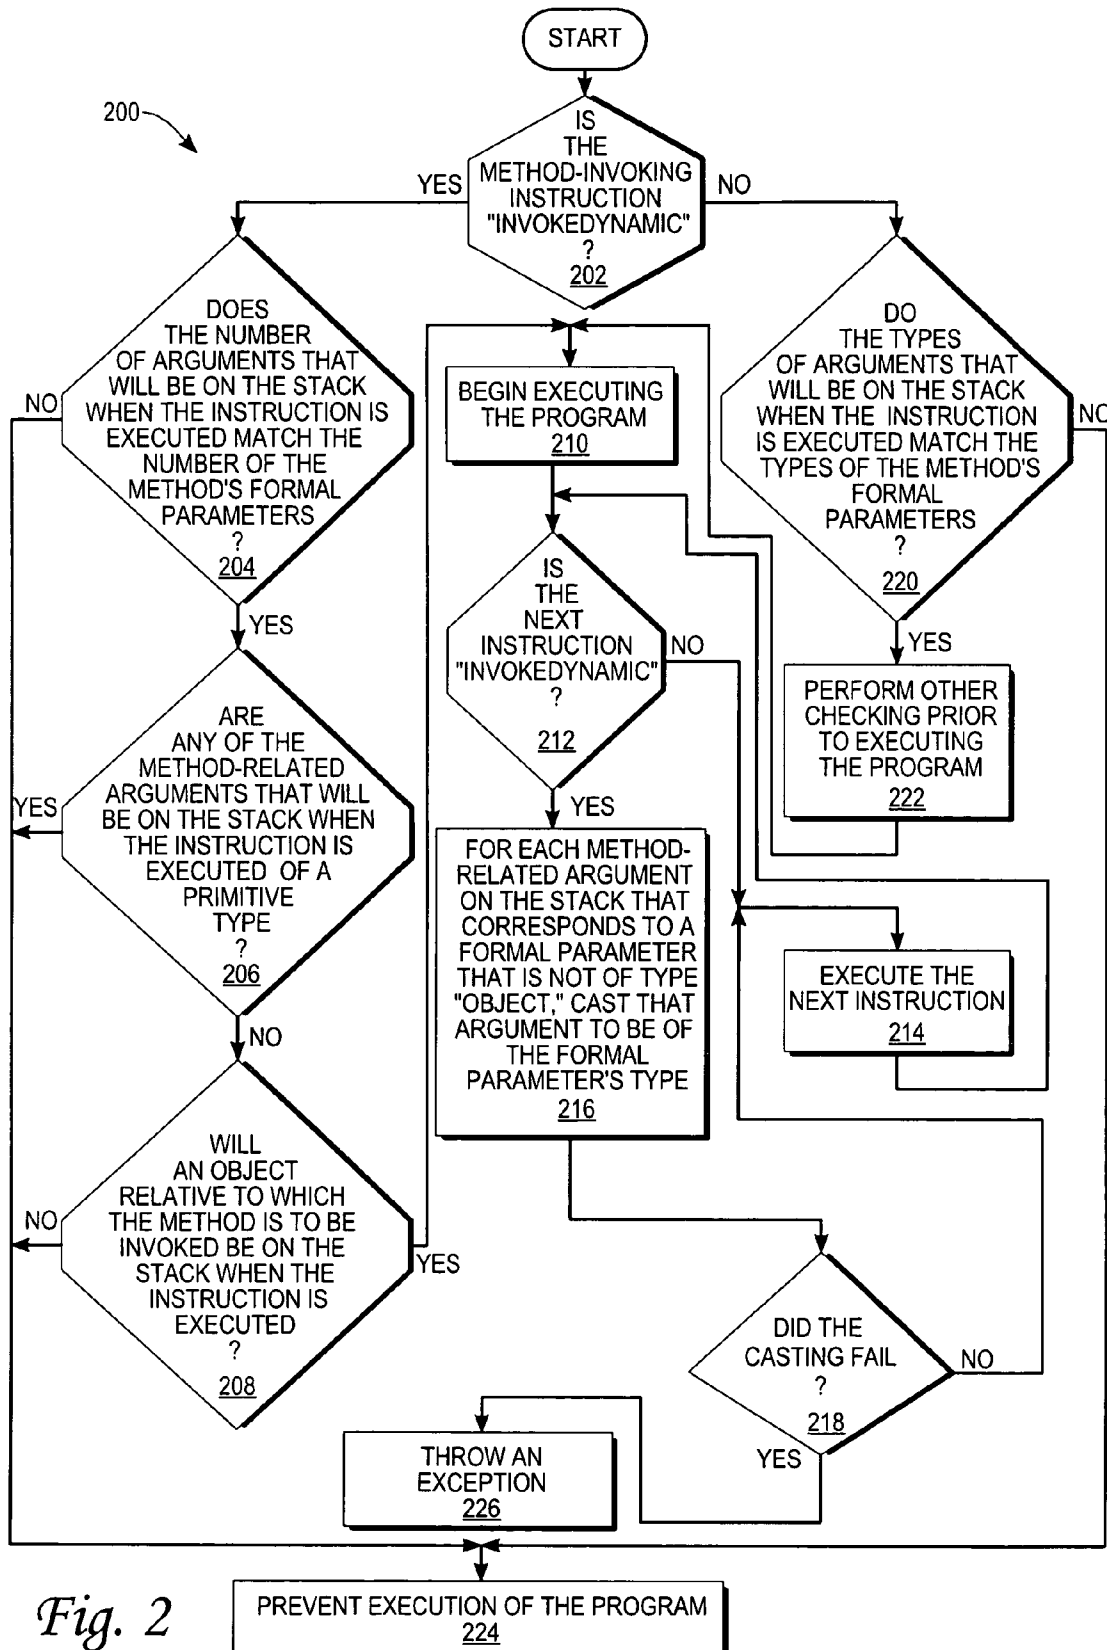 START
200
IS
THE
METHOD-INVOKING
INSTRUCTION
"INVOKEDYNAMIC"
?
202
YES
NO
DOES
THE NUMBER
OF ARGUMENTS THAT
WILL BE ON THE STACK
WHEN THE INSTRUCTION IS
EXECUTED MATCH THE
NUMBER OF THE
METHOD'S FORMAL
PARAMETERS
?
204
NO
YES
BEGIN EXECUTING
THE PROGRAM
210
DO
THE TYPES
OF ARGUMENTS THAT
WILL BE ON THE STACK
WHEN THE INSTRUCTION
IS EXECUTED MATCH THE
TYPES OF THE METHOD'S
FORMAL
PARAMETERS
?
220
NO
YES
IS
THE
NEXT
INSTRUCTION
"INVOKEDYNAMIC"
?
212
NO
YES
PERFORM OTHER
CHECKING PRIOR
TO EXECUTING
THE PROGRAM
222
ARE
ANY OF THE
METHOD-RELATED
ARGUMENTS THAT WILL
BE ON THE STACK WHEN
THE INSTRUCTION IS
EXECUTED OF A
PRIMITIVE
TYPE
?
206
YES
NO
FOR EACH METHOD-
RELATED ARGUMENT
ON THE STACK THAT
CORRESPONDS TO A
FORMAL PARAMETER
THAT IS NOT OF TYPE
"OBJECT," CAST THAT
ARGUMENT TO BE OF
THE FORMAL
PARAMETER'S TYPE
216
EXECUTE THE
NEXT INSTRUCTION
214
WILL
AN OBJECT
RELATIVE TO WHICH
THE METHOD IS TO BE
INVOKED BE ON THE
STACK WHEN THE
INSTRUCTION IS
EXECUTED
?
208
NO
YES
DID THE
CASTING FAIL
?
218
NO
YES
THROW AN
EXCEPTION
226
PREVENT EXECUTION OF THE PROGRAM
224
Fig. 2